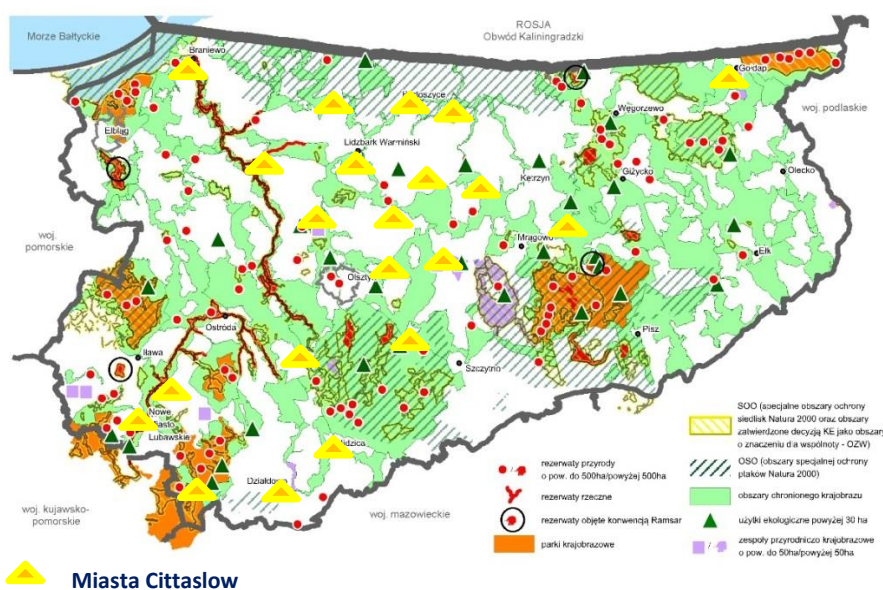 ROSJA
Obwód Kaliningradzki
Morze Bałtyckie
Braniewo
Gołdap
woj. podlaskie
Węgorzewo
Elbląg
Lidzbark Warmiński
Kętrzyn
Giżycko
Olecko
woj.
pomorskie
Mrągowo
Ełk
Ostróda
Pisz
Iława
Szczytno
Nowe
Lubawskie
Działdowo
woj. kujawsko-
pomorskie
woj. mazowieckie
rezerwaty przyrody
o pow. do 500ha/powyżej 500ha
rezerwaty rzeczne
rezerwaty objęte konwencją Ramsar
parki krajobrazowe
SOO (specjalne obszary ochrony
siedlisk Natura 2000 oraz obszary
zatwierdzone decyzją KE jako obszary
o znaczeniu dla wspólnoty - OZW)
OSO (obszary specjalnej ochrony
ptaków Natura 2000)
obszary chronionego krajobrazu
użytki ekologiczne powyżej 30 ha
zespoły przyrodniczo krajobrazowe
o pow. do 50ha/powyżej 50ha
Miasta Cittaslow